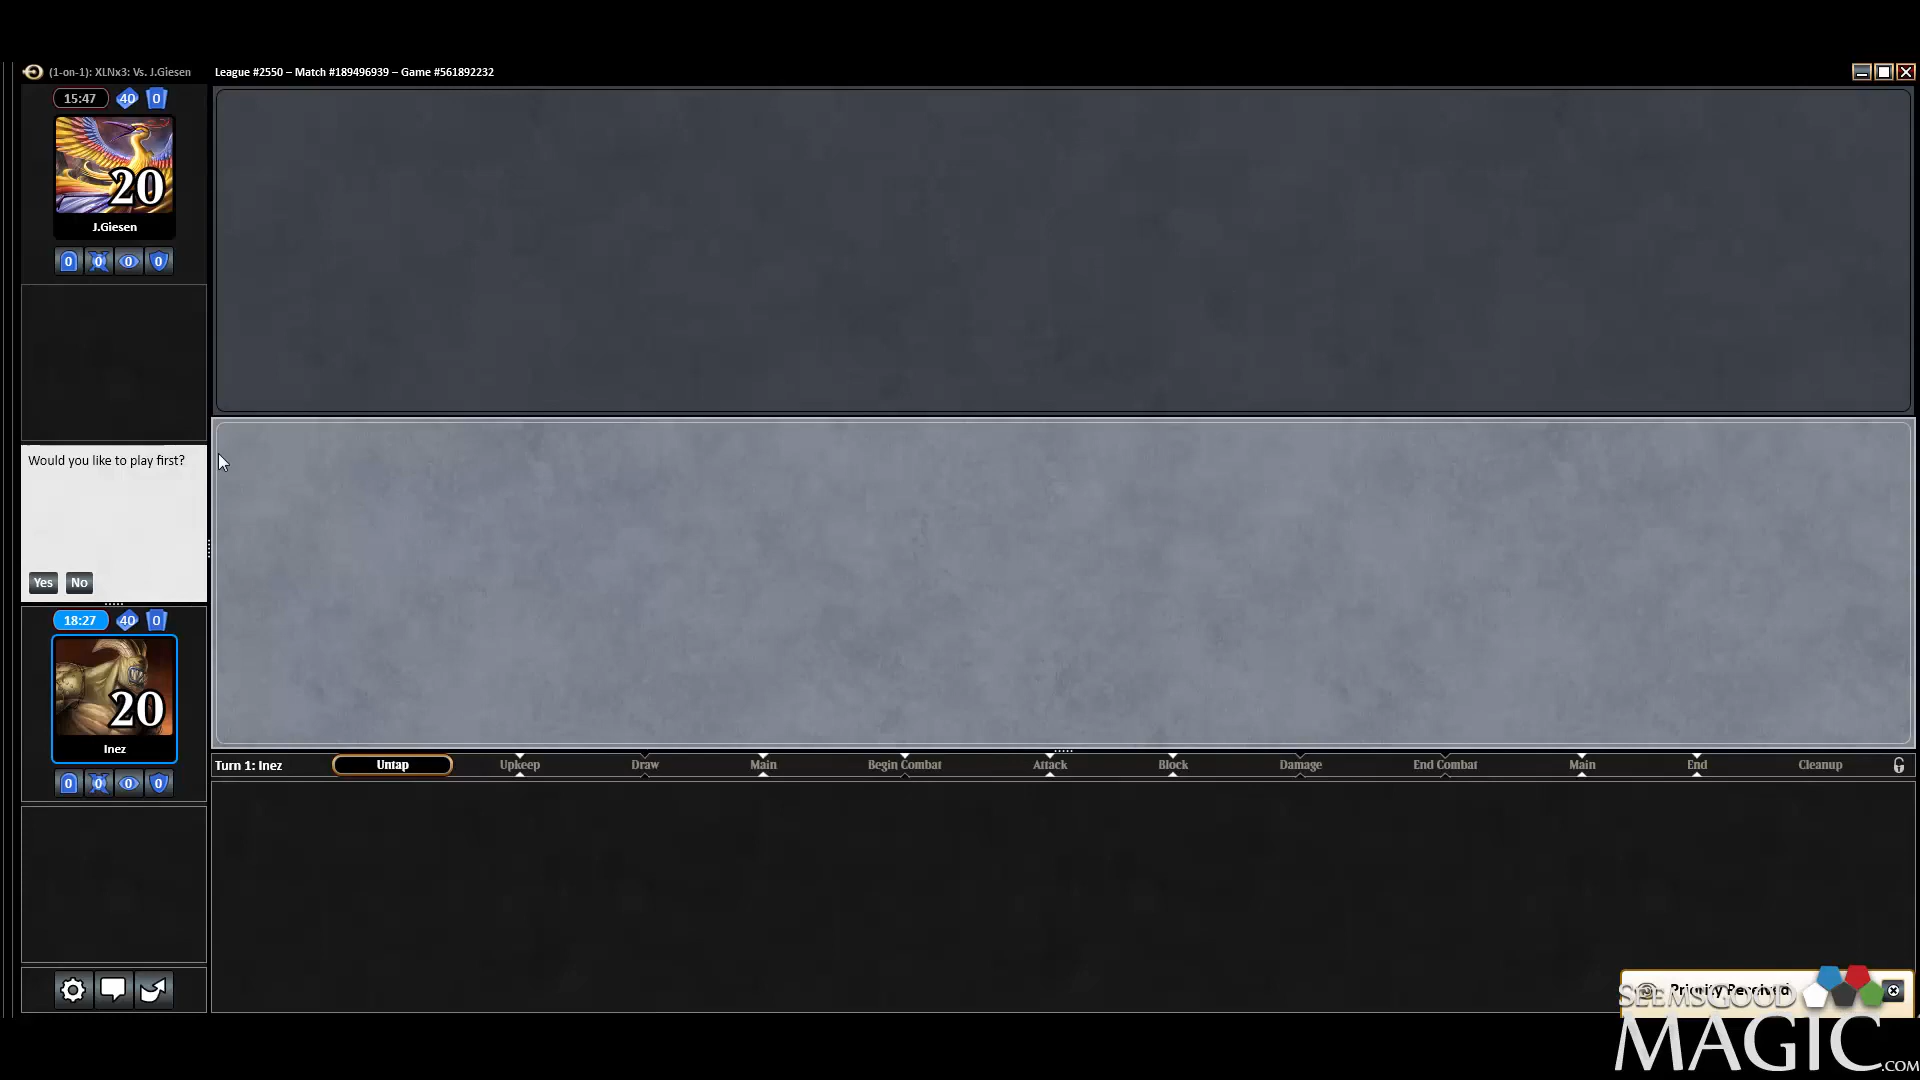 (1-on-1): XLNx3: Vs. J.Giesen
League #2550 – Match #189496939 – Game #561892232
15:47 40 0
20
J.Giesen
0 0 0 0
Would you like to play first?
Yes No
18:27 40 0
20
Inez
0 0 0 0
Turn 1: Inez Untap Upkeep Draw Main Begin Combat Attack Block Damage End Combat Main End Cleanup
Priority Received
SEEMSGOOD
MAGIC.COM